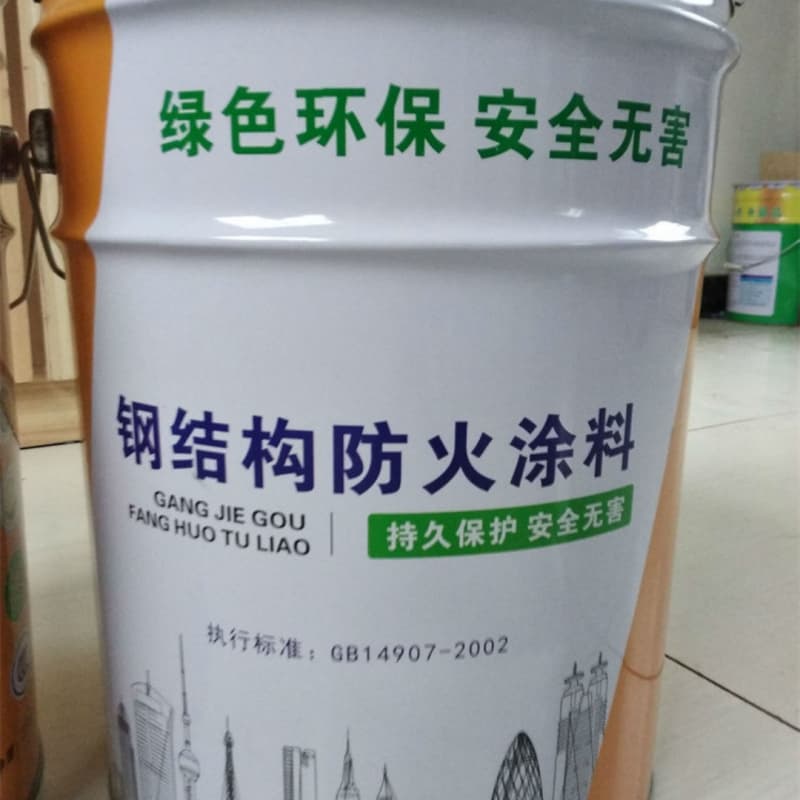 绿色环保 安全无害
钢结构防火涂料
GANG JIE GOU
FANG HUO TU LIAO
持久保护 安全无害
执行标准：GB14907-2002